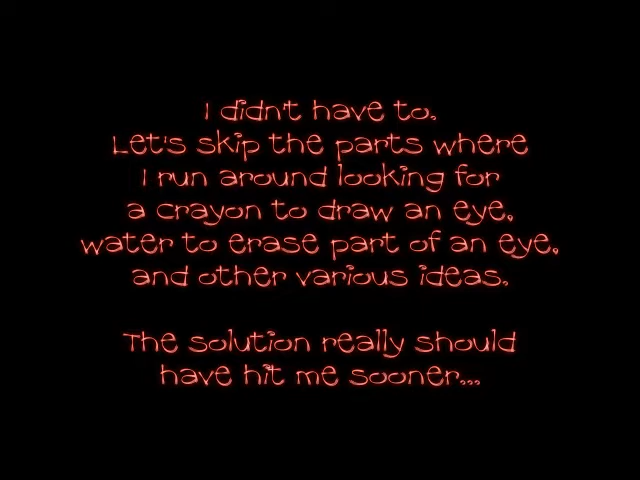 I didn't have to.
Let's skip the parts where
I run around looking for
a crayon to draw an eye,
water to erase part of an eye,
and other various ideas.
The solution really should
have hit me sooner...